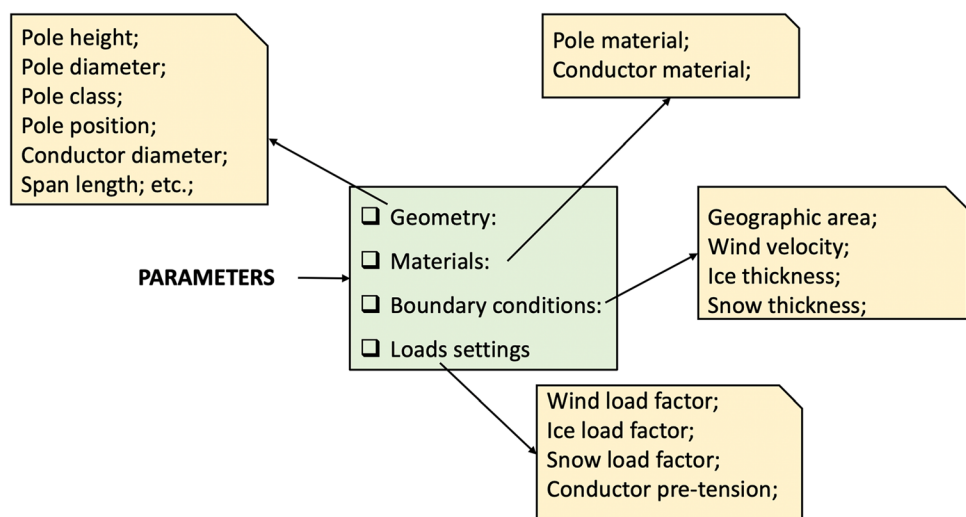 Pole height;
Pole diameter;
Pole class;
Pole position;
Conductor diameter;
Span length; etc.;
Pole material;
Conductor material;
PARAMETERS
❑ Geometry:
❑ Materials:
❑ Boundary conditions:
❑ Loads settings
Geographic area;
Wind velocity;
Ice thickness;
Snow thickness;
Wind load factor;
Ice load factor;
Snow load factor;
Conductor pre-tension;